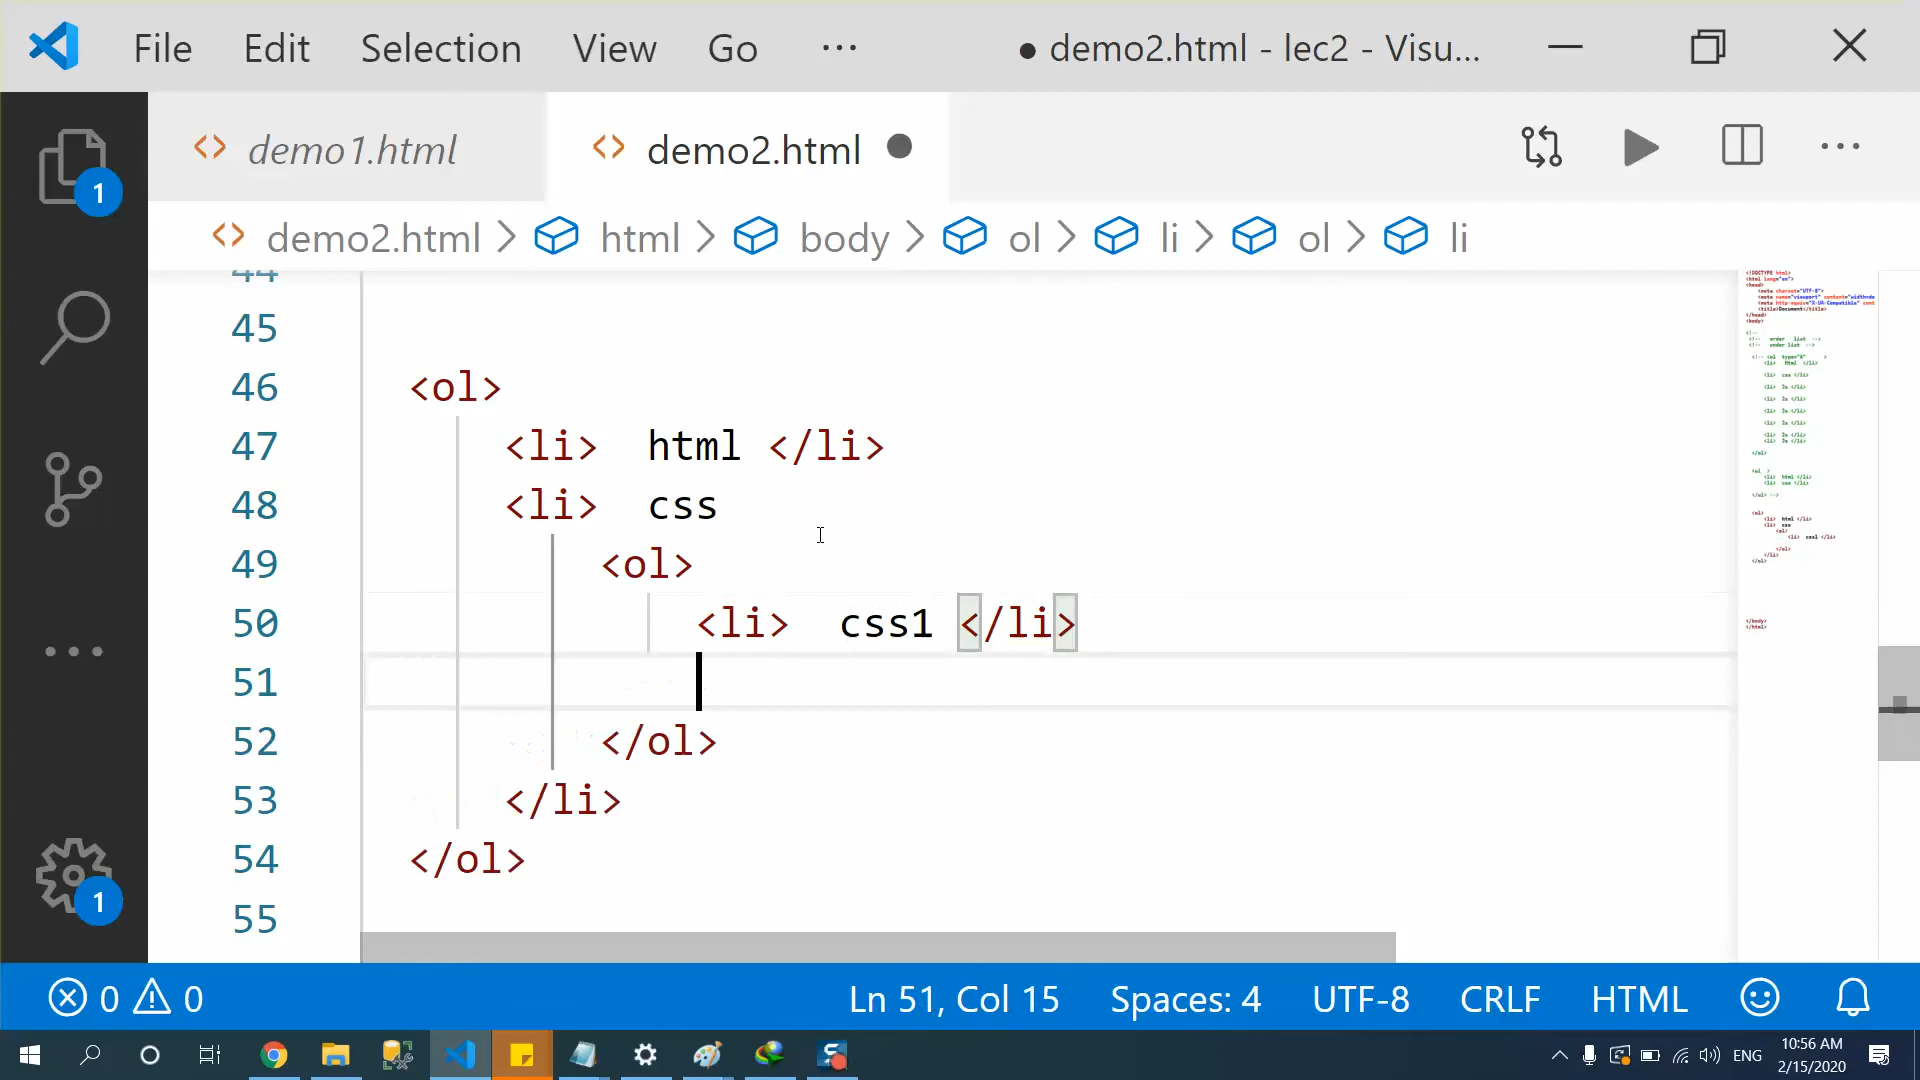 File Edit Selection View Go ··· ● demo2.html - lec2 - Visu...
demo1.html demo2.html ●
demo2.html > html > body > ol > li > ol > li
44
45
46 <ol>
47 <li>  html </li>
48 <li>  css
49 <ol>
50 <li>  css1 </li>
51
52 </ol>
53 </li>
54 </ol>
55
1
1
0 0 Ln 51, Col 15 Spaces: 4 UTF-8 CRLF HTML
ENG 10:56 AM
2/15/2020